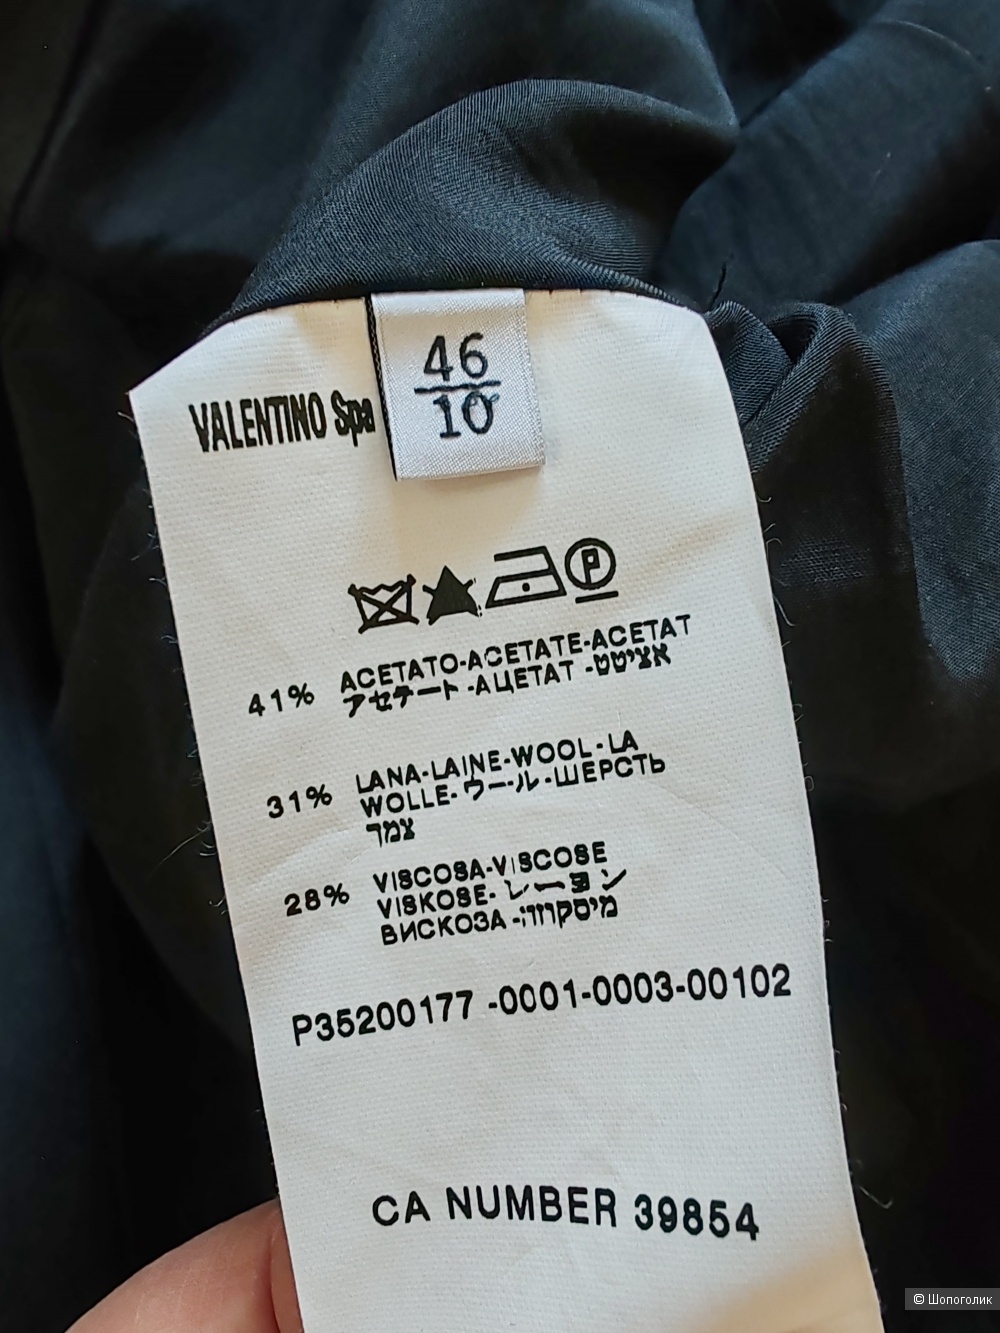 46
10
VALENTINO Spa
41% ACETATO-ACETATE-ACETAT
アセテート-АЦЕТАТ-אציטט
31% LANA-LAINE-WOOL-LA
WOLLE-ウール-ШЕРСТЬ
צמר
28% VISCOSA-VISCOSE
VISKOSE-レーヨン
ВИСКОЗА-
P35200177 -0001-0003-00102
CA NUMBER 39854
© Шопоголик